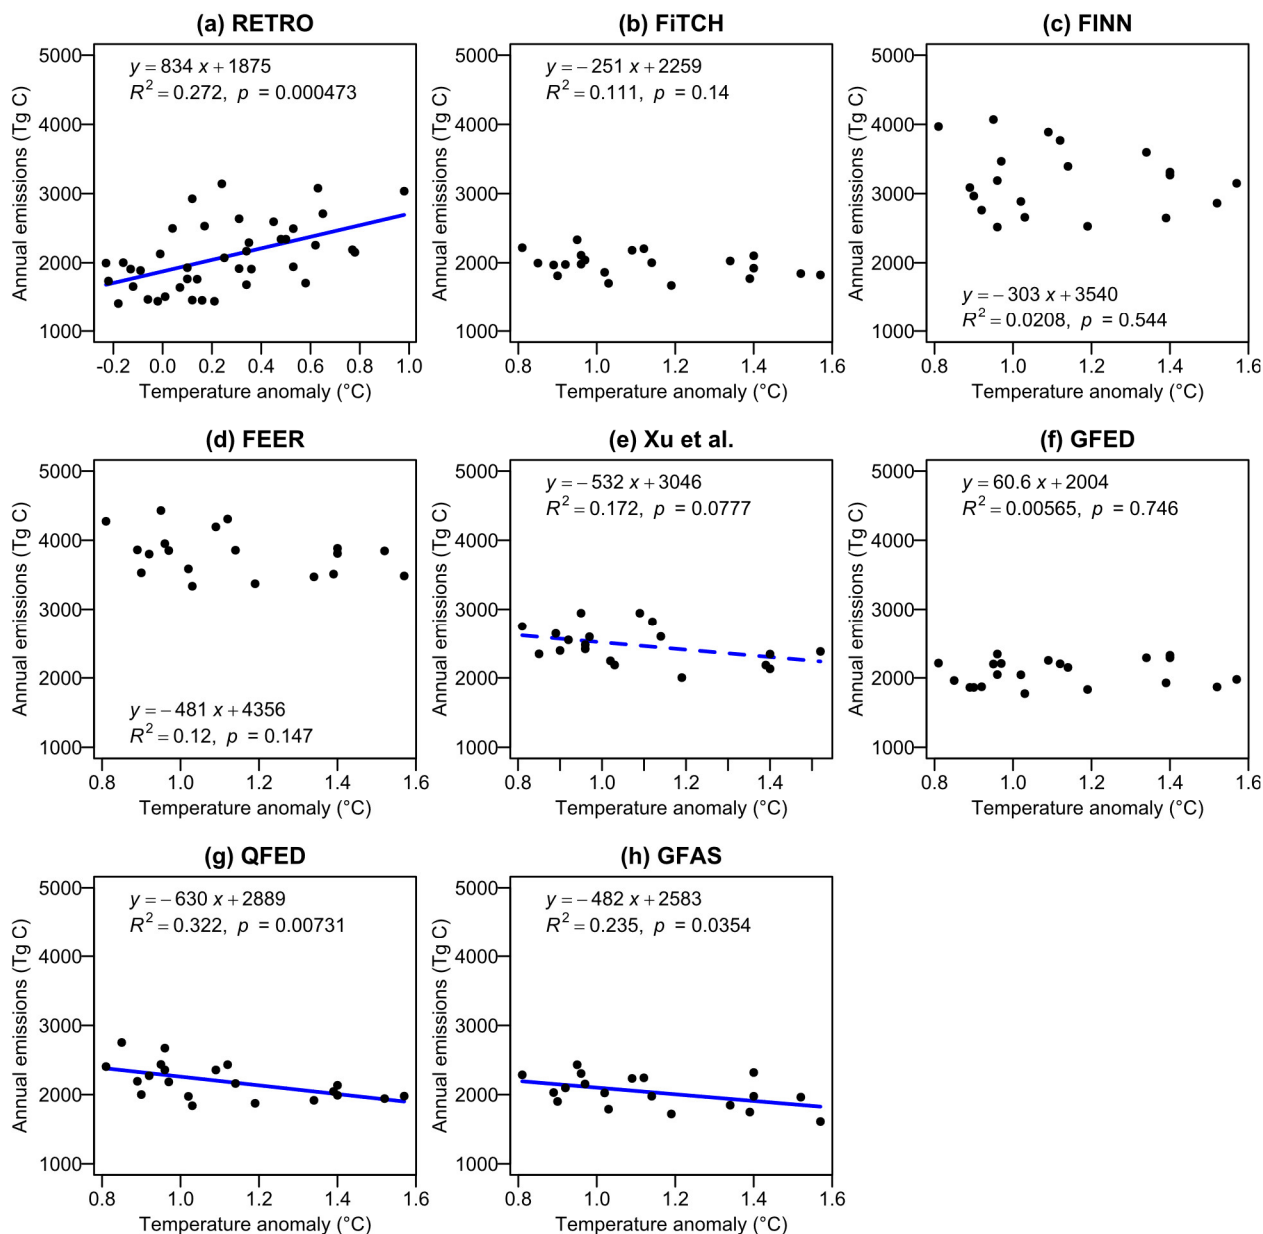 (a) RETRO
y = 834 x + 1875
R² = 0.272, p = 0.000473
Annual emissions (Tg C)
5000
4000
3000
2000
1000
-0.2 0.0 0.2 0.4 0.6 0.8 1.0
Temperature anomaly (°C)
(b) FiTCH
y = − 251 x + 2259
R² = 0.111, p = 0.14
Annual emissions (Tg C)
5000
4000
3000
2000
1000
0.8 1.0 1.2 1.4 1.6
Temperature anomaly (°C)
(c) FINN
Annual emissions (Tg C)
5000
4000
3000
2000
1000
y = − 303 x + 3540
R² = 0.0208, p = 0.544
0.8 1.0 1.2 1.4 1.6
Temperature anomaly (°C)
(d) FEER
Annual emissions (Tg C)
5000
4000
3000
2000
1000
y = − 481 x + 4356
R² = 0.12, p = 0.147
0.8 1.0 1.2 1.4 1.6
Temperature anomaly (°C)
(e) Xu et al.
y = − 532 x + 3046
R² = 0.172, p = 0.0777
Annual emissions (Tg C)
5000
4000
3000
2000
1000
0.8 1.0 1.2 1.4
Temperature anomaly (°C)
(f) GFED
y = 60.6 x + 2004
R² = 0.00565, p = 0.746
Annual emissions (Tg C)
5000
4000
3000
2000
1000
0.8 1.0 1.2 1.4 1.6
Temperature anomaly (°C)
(g) QFED
y = − 630 x + 2889
R² = 0.322, p = 0.00731
Annual emissions (Tg C)
5000
4000
3000
2000
1000
0.8 1.0 1.2 1.4 1.6
Temperature anomaly (°C)
(h) GFAS
y = − 482 x + 2583
R² = 0.235, p = 0.0354
Annual emissions (Tg C)
5000
4000
3000
2000
1000
0.8 1.0 1.2 1.4 1.6
Temperature anomaly (°C)